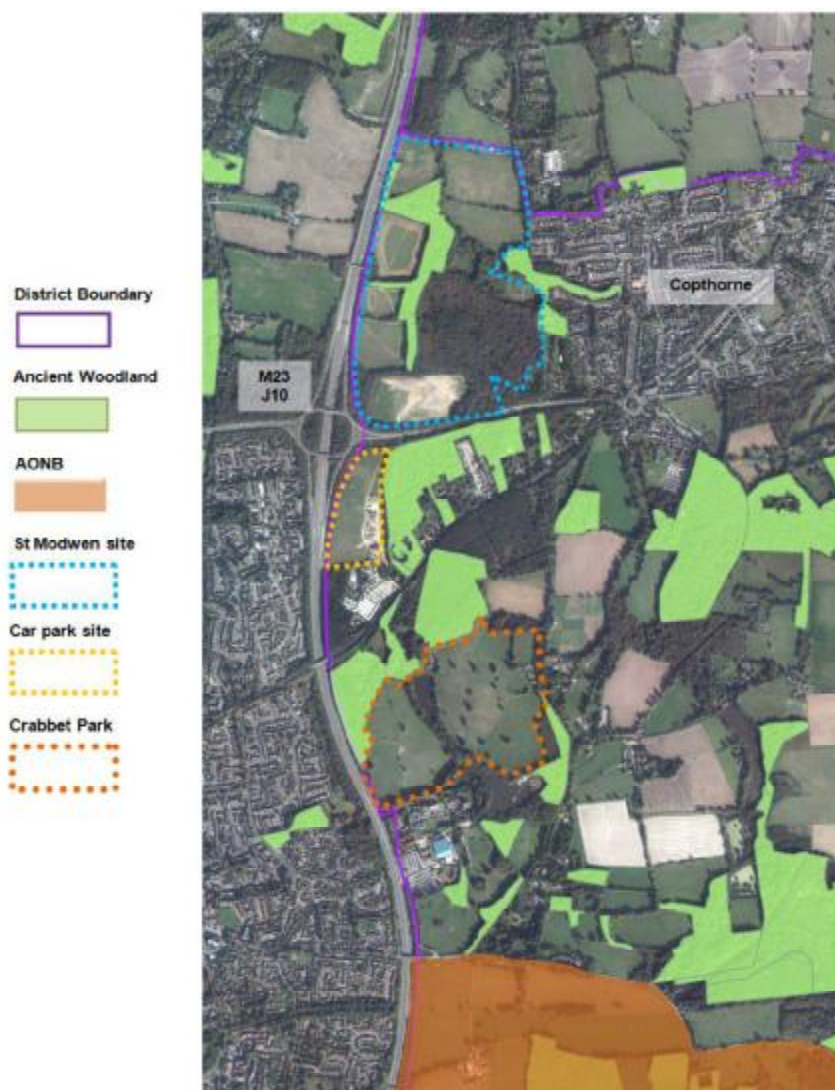 District Boundary
Ancient Woodland
AONB
St Modwen site
Car park site
Crabbet Park
Copthorne
M23
J10